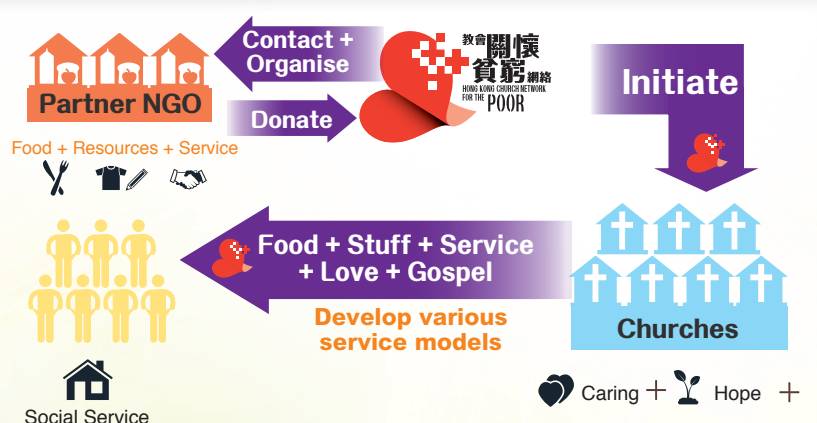 Contact +
Organise
Partner NGO
Donate
教會關懷
貧窮網絡
HONG KONG CHURCH NETWORK
FOR THE POOR
Initiate
Food + Resources + Service
Food + Stuff + Service
+ Love + Gospel
Develop various
service models
Churches
Caring + Hope +
Social Service